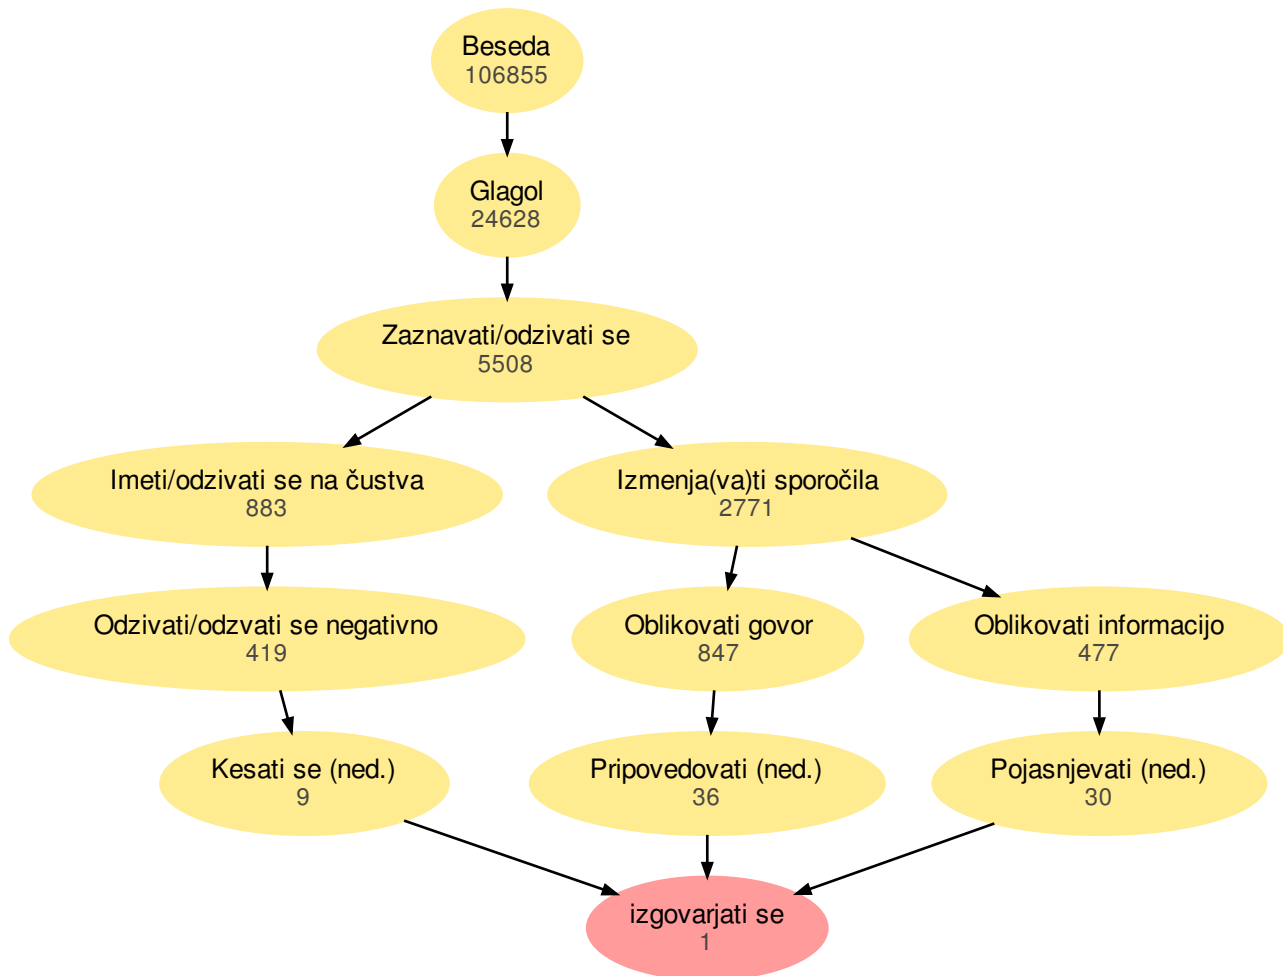 Beseda
106855
Glagol
24628
Zaznavati/odzivati se
5508
Imeti/odzivati se na čustva
883
Izmenja(va)ti sporočila
2771
Odzivati/odzvati se negativno
419
Oblikovati govor
847
Oblikovati informacijo
477
Kesati se (ned.)
9
Pripovedovati (ned.)
36
Pojasnjevati (ned.)
30
izgovarjati se
1